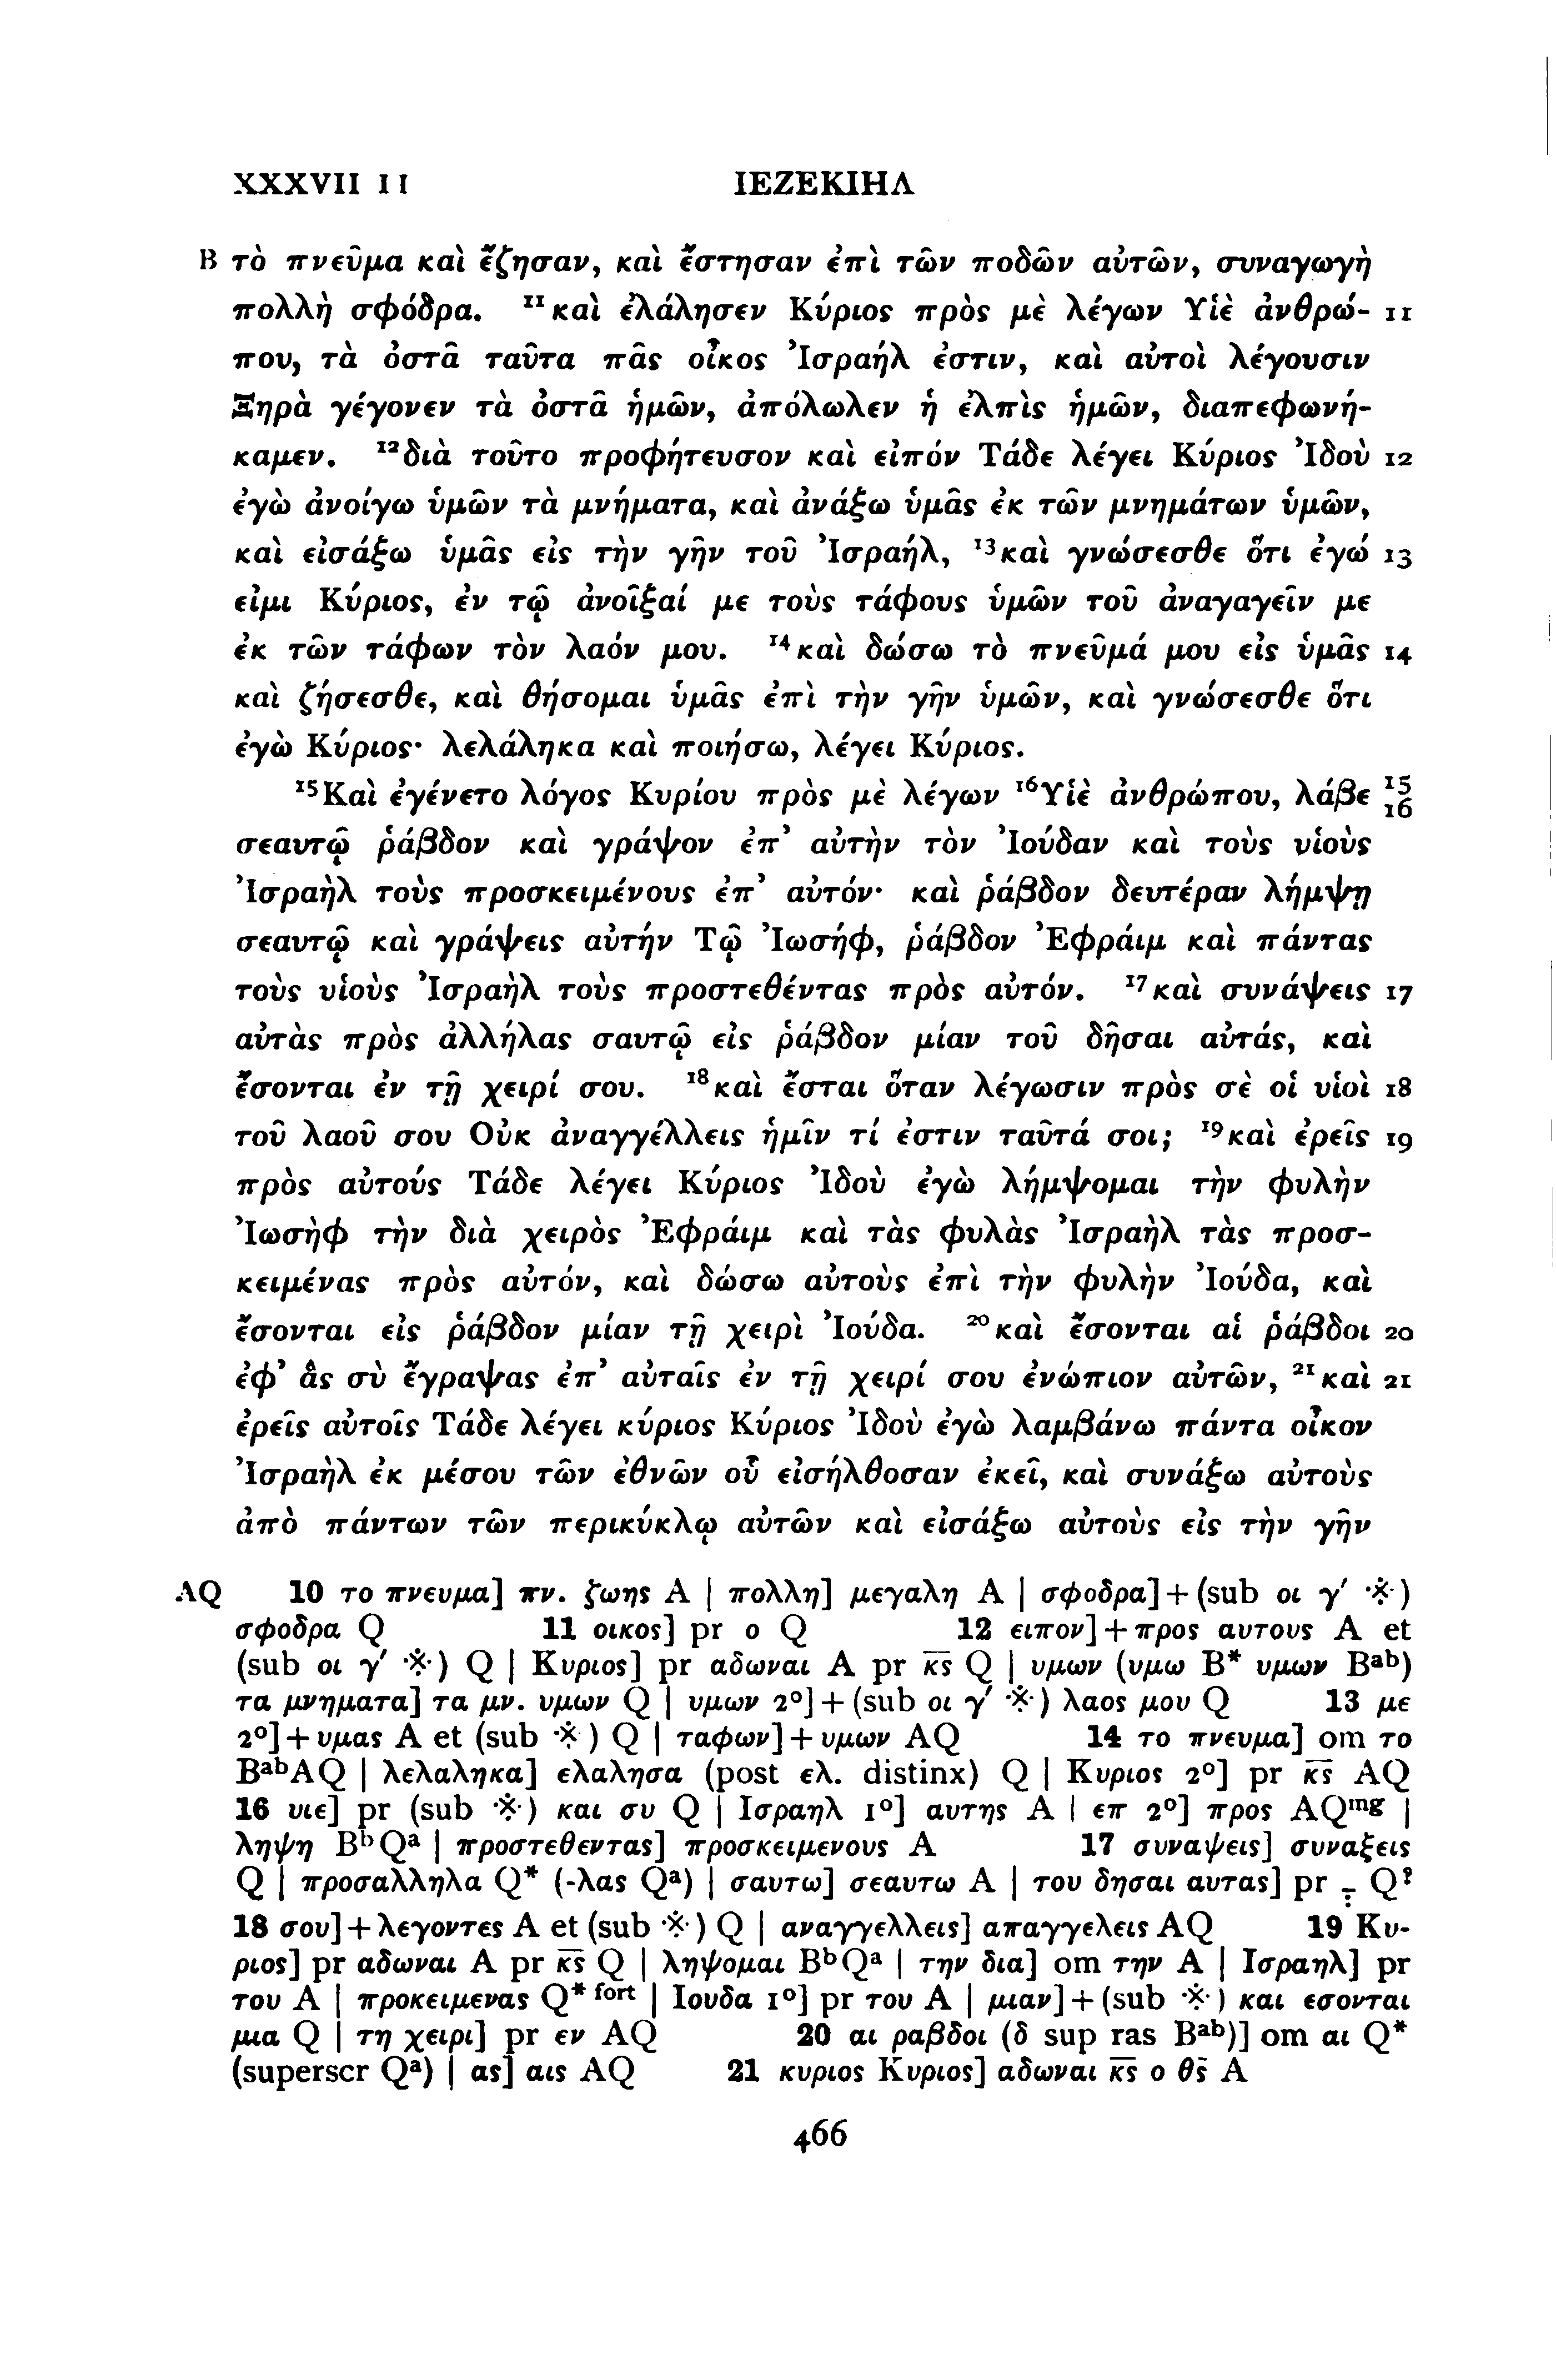 XXXVII 11 ΙΕΖΕΚΙΗΛ
B τὸ πνεῦμα καὶ ἔζησαν, καὶ ἔστησαν ἐπὶ τῶν ποδῶν αὐτῶν, συναγωγὴ
πολλὴ σφόδρα. ¹¹καὶ ἐλάλησεν Κύριος πρὸς μὲ λέγων Υἱὲ ἀνθρώ- 11
που, τὰ ὀστᾶ ταῦτα πᾶς οἶκος Ἰσραήλ ἐστιν, καὶ αὐτοὶ λέγουσιν
Ξηρὰ γέγονεν τὰ ὀστᾶ ἡμῶν, ἀπόλωλεν ἡ ἐλπὶς ἡμῶν, διαπεφωνή-
καμεν. ¹²διὰ τοῦτο προφήτευσον καὶ εἰπόν Τάδε λέγει Κύριος Ἰδοὺ 12
ἐγὼ ἀνοίγω ὑμῶν τὰ μνήματα, καὶ ἀνάξω ὑμᾶς ἐκ τῶν μνημάτων ὑμῶν,
καὶ εἰσάξω ὑμᾶς εἰς τὴν γῆν τοῦ Ἰσραήλ, ¹³καὶ γνώσεσθε ὅτι ἐγώ 13
εἰμι Κύριος, ἐν τῷ ἀνοῖξαί με τοὺς τάφους ὑμῶν τοῦ ἀναγαγεῖν με
ἐκ τῶν τάφων τὸν λαόν μου. ¹⁴καὶ δώσω τὸ πνεῦμά μου εἰς ὑμᾶς 14
καὶ ζήσεσθε, καὶ θήσομαι ὑμᾶς ἐπὶ τὴν γῆν ὑμῶν, καὶ γνώσεσθε ὅτι
ἐγὼ Κύριος· λελάληκα καὶ ποιήσω, λέγει Κύριος.
¹⁵Καὶ ἐγένετο λόγος Κυρίου πρὸς μὲ λέγων ¹⁶Υἱὲ ἀνθρώπου, λάβε 15 16
σεαυτῷ ῥάβδον καὶ γράψον ἐπ’ αὐτὴν τὸν Ἰούδαν καὶ τοὺς υἱοὺς
Ἰσραὴλ τοὺς προσκειμένους ἐπ’ αὐτόν· καὶ ῥάβδον δευτέραν λήμψῃ
σεαυτῷ καὶ γράψεις αὐτήν Τῷ Ἰωσήφ, ῥάβδον Ἐφράιμ καὶ πάντας
τοὺς υἱοὺς Ἰσραὴλ τοὺς προστεθέντας πρὸς αὐτόν. ¹⁷καὶ συνάψεις 17
αὐτὰς πρὸς ἀλλήλας σαυτῷ εἰς ῥάβδον μίαν τοῦ δῆσαι αὐτάς, καὶ
ἔσονται ἐν τῇ χειρί σου. ¹⁸καὶ ἔσται ὅταν λέγωσιν πρὸς σὲ οἱ υἱοὶ 18
τοῦ λαοῦ σου Οὐκ ἀναγγέλλεις ἡμῖν τί ἐστιν ταῦτά σοι; ¹⁹καὶ ἐρεῖς 19
πρὸς αὐτούς Τάδε λέγει Κύριος Ἰδοὺ ἐγὼ λήμψομαι τὴν φυλὴν
Ἰωσὴφ τὴν διὰ χειρὸς Ἐφράιμ καὶ τὰς φυλὰς Ἰσραὴλ τὰς προσ-
κειμένας πρὸς αὐτόν, καὶ δώσω αὐτοὺς ἐπὶ τὴν φυλὴν Ἰούδα, καὶ
ἔσονται εἰς ῥάβδον μίαν τῇ χειρὶ Ἰούδα. ²⁰καὶ ἔσονται αἱ ῥάβδοι 20
ἐφ’ ἃς σὺ ἔγραψας ἐπ’ αὐταῖς ἐν τῇ χειρί σου ἐνώπιον αὐτῶν, ²¹καὶ 21
ἐρεῖς αὐτοῖς Τάδε λέγει κύριος Κύριος Ἰδοὺ ἐγὼ λαμβάνω πάντα οἶκον
Ἰσραὴλ ἐκ μέσου τῶν ἐθνῶν οὗ εἰσήλθοσαν ἐκεῖ, καὶ συνάξω αὐτοὺς
ἀπὸ πάντων τῶν περικύκλῳ αὐτῶν καὶ εἰσάξω αὐτοὺς εἰς τὴν γῆν
AQ 10 το πνευμα] πν. ζωης A | πολλη] μεγαλη A | σφοδρα]+(sub οι γ′ ※)
σφοδρα Q 11 οικος] pr ο Q 12 ειπον]+προς αυτους A et
(sub οι γ′ ※) Q | Κυριος] pr αδωναι A pr κ̅ς̅ Q | υμων (υμω B* υμων Bᵃᵇ)
τα μνηματα] τα μν. υμων Q | υμων 2°]+(sub οι γ′ ※) λαος μου Q 13 με
2°]+υμας A et (sub ※) Q | ταφων]+υμων AQ 14 το πνευμα] om το
BᵃᵇAQ | λελαληκα] ελαλησα (post ελ. distinx) Q | Κυριος 2°] pr κ̅ς̅ AQ
16 υιε] pr (sub ※) και συ Q | Ισραηλ 1°] αυτης A | επ 2°] προς AQᵐᵍ |
ληψη BᵇQᵃ | προστεθεντας] προσκειμενους A 17 συναψεις] συναξεις
Q | προσαλληλα Q* (-λας Qᵃ) | σαυτω] σεαυτω A | του δησαι αυτας] pr ÷ Q?
18 σου]+λεγοντες A et (sub ※) Q | αναγγελλεις] απαγγελεις AQ 19 Κυ-
ριος] pr αδωναι A pr κ̅ς̅ Q | ληψομαι BᵇQᵃ | την δια] om την A | Ισραηλ] pr
του A | προκειμενας Q* ᶠᵒʳᵗ | Ιουδα 1°] pr του A | μιαν]+(sub ※) και εσονται
μια Q | τη χειρι] pr εν AQ 20 αι ραβδοι (δ sup ras Bᵃᵇ)] om αι Q*
(superscr Qᵃ) | ας] αις AQ 21 κυριος Κυριος] αδωναι κ̅ς̅ ο θ̅ς̅ A
466